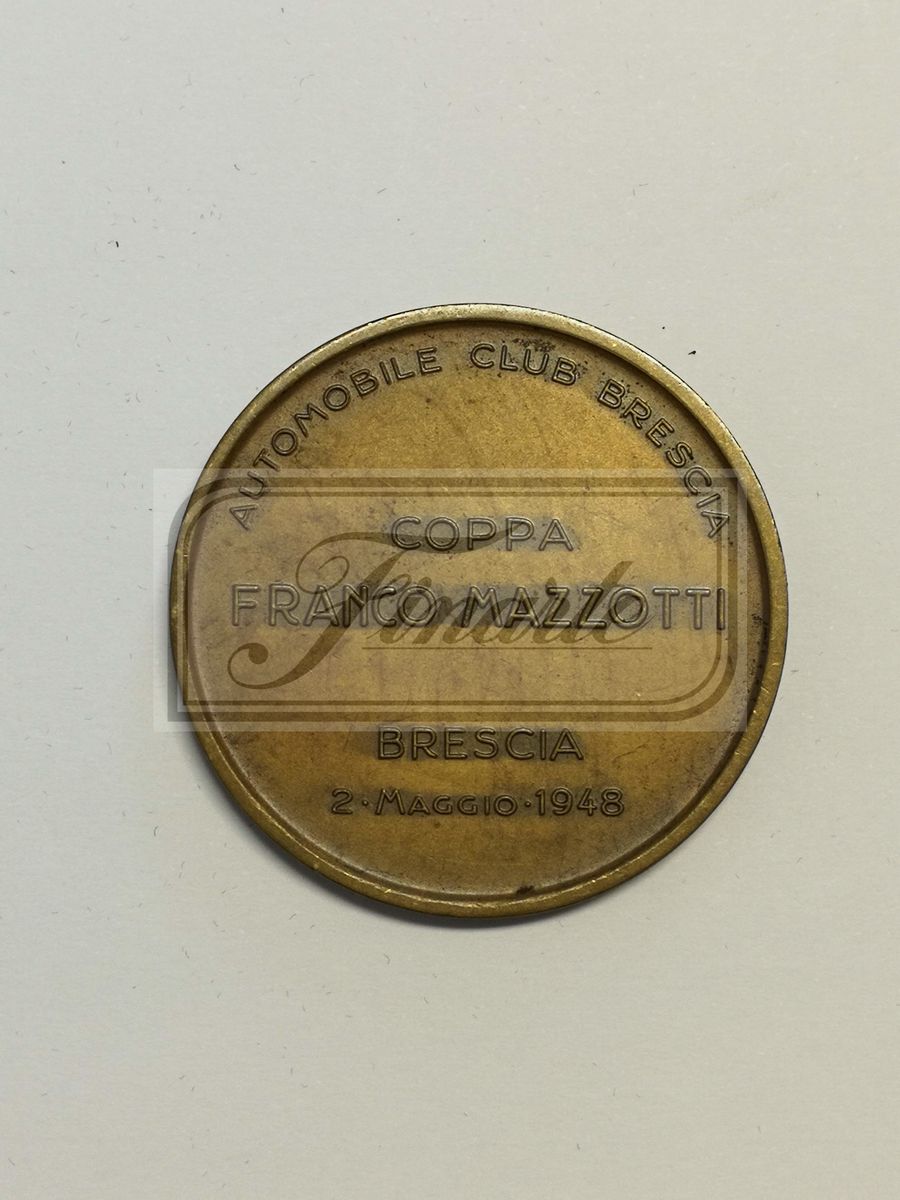 AUTOMOBILE CLUB BRESCIA
COPPA
FRANCO MAZZOTTI
Finarte
BRESCIA
2·MAGGIO·1948